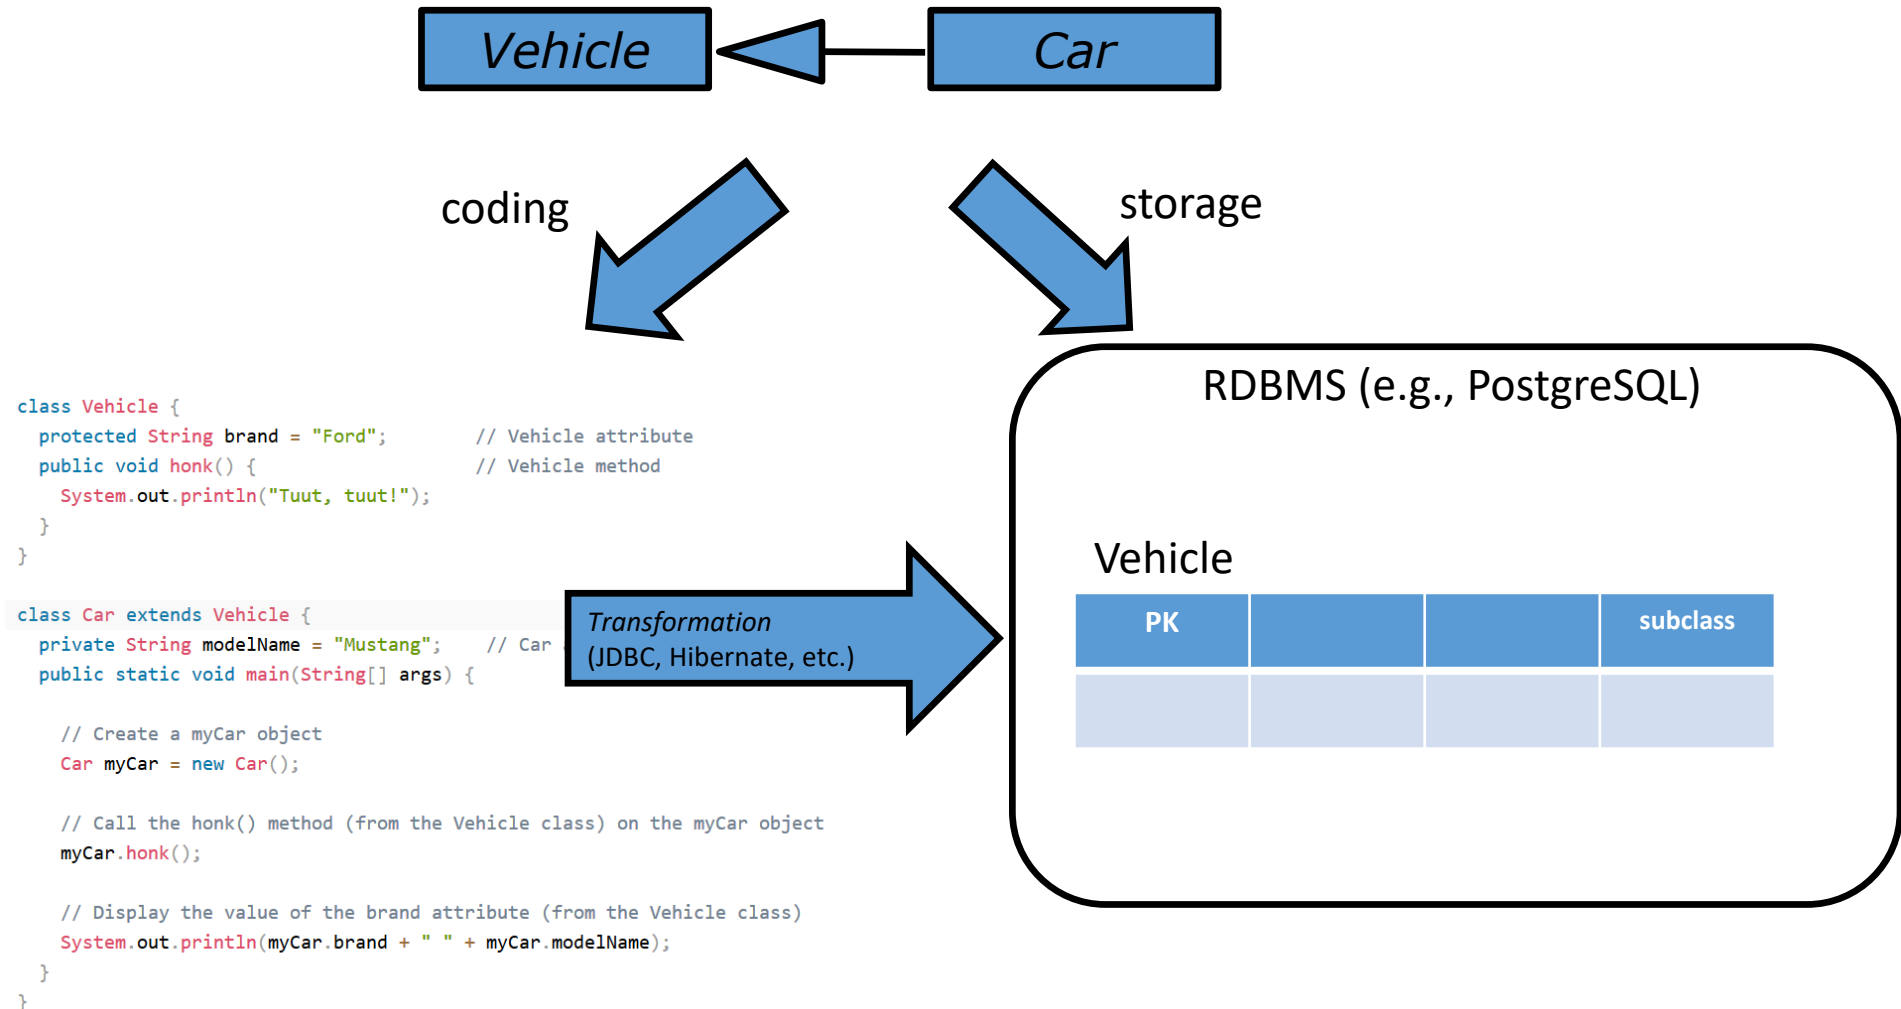 Vehicle
Car
coding
storage
class Vehicle {
protected String brand = "Ford"; // Vehicle attribute
public void honk() { // Vehicle method
System.out.println("Tuut, tuut!");
}
}
class Car extends Vehicle {
private String modelName = "Mustang"; // Car
public static void main(String[] args) {
// Create a myCar object
Car myCar = new Car();
// Call the honk() method (from the Vehicle class) on the myCar object
myCar.honk();
// Display the value of the brand attribute (from the Vehicle class)
System.out.println(myCar.brand + " " + myCar.modelName);
}
}
Transformation
(JDBC, Hibernate, etc.)
RDBMS (e.g., PostgreSQL)
Vehicle
PK subclass